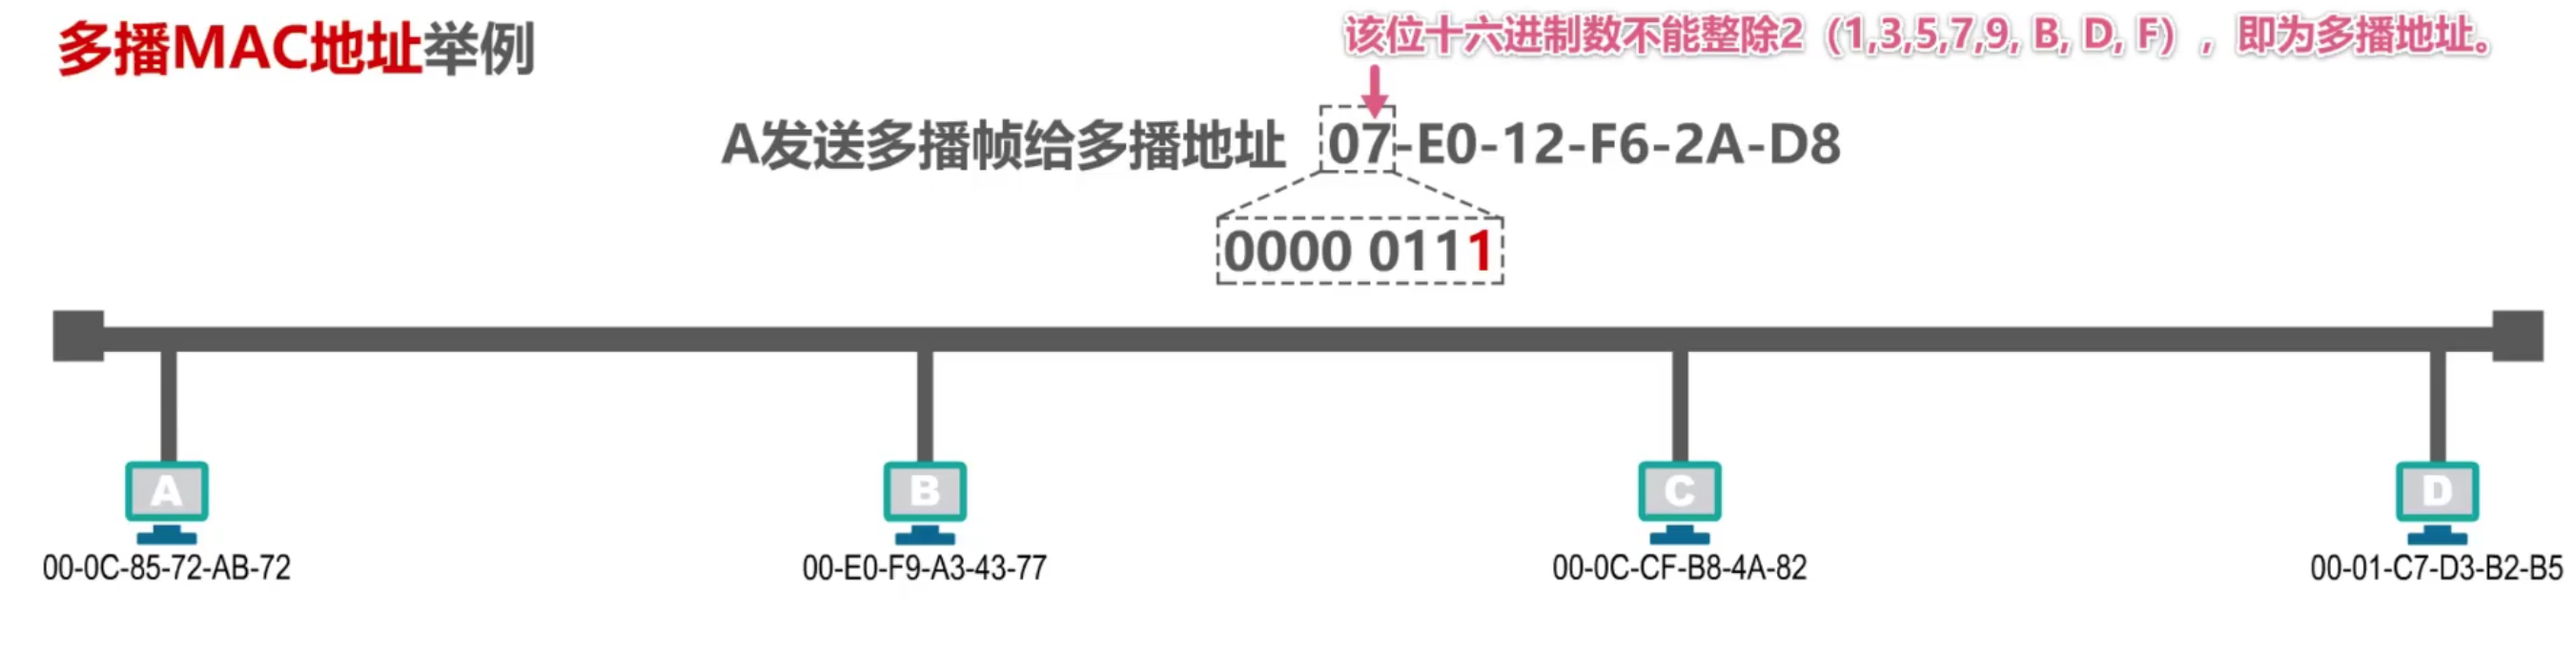 多播MAC地址举例
该位十六进制数不能整除2（1,3,5,7,9, B, D, F），即为多播地址。
A发送多播帧给多播地址 07-E0-12-F6-2A-D8
0000 0111
A
B
C
D
00-0C-85-72-AB-72
00-E0-F9-A3-43-77
00-0C-CF-B8-4A-82
00-01-C7-D3-B2-B5